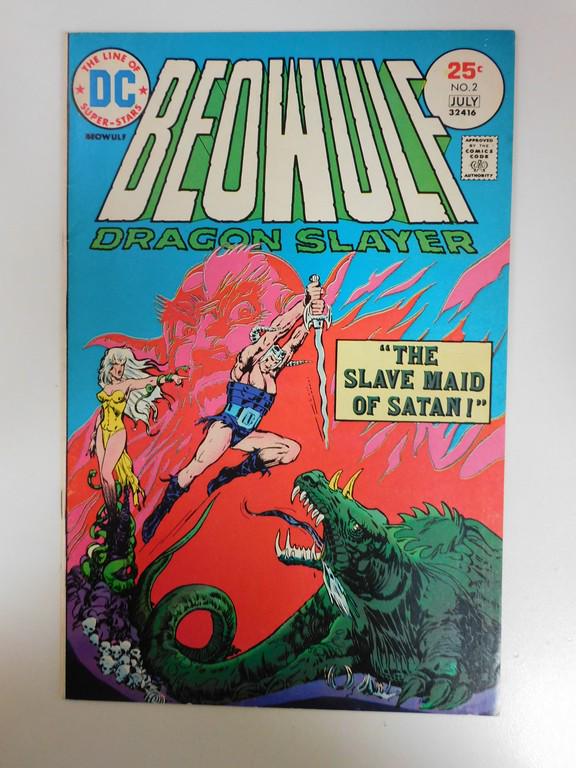 THE LINE OF
DC
SUPER-STARS
BEOWULF
BEOWULF
DRAGON SLAYER
25¢
NO. 2
JULY
32416
APPROVED
BY THE
COMICS
CODE
AUTHORITY
"THE
SLAVE MAID
OF SATAN!"